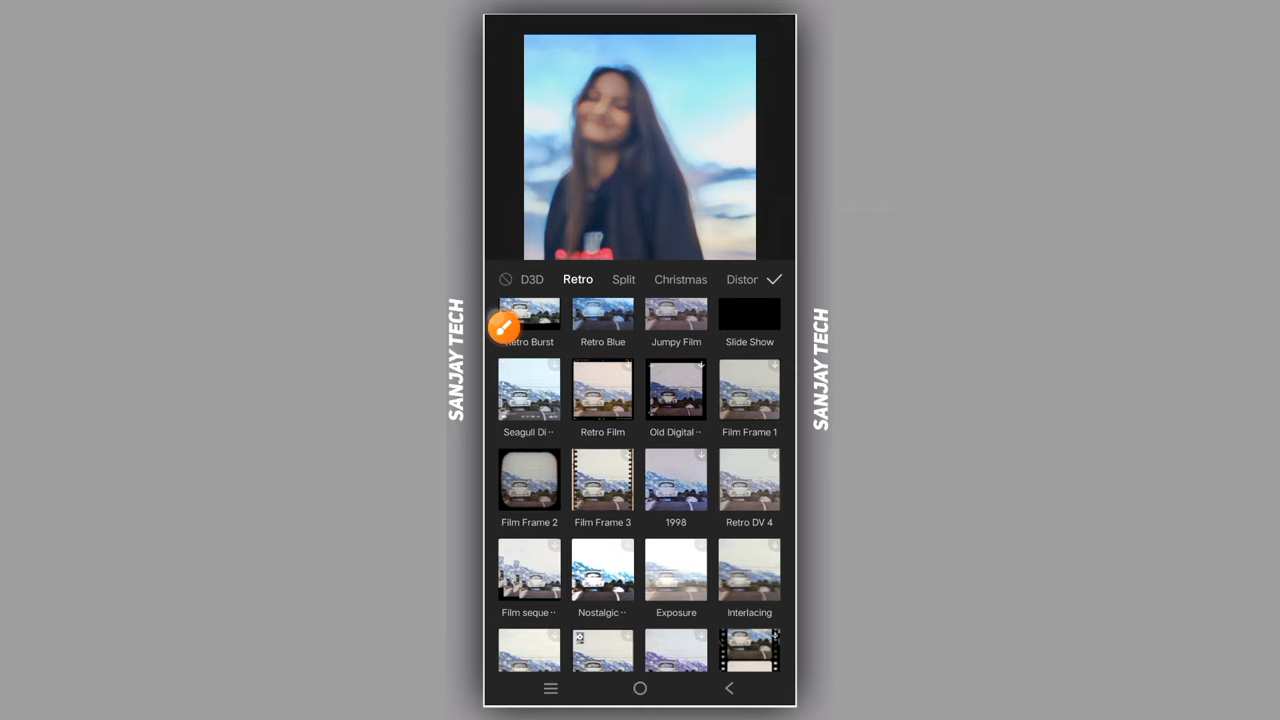 D3D Retro Split Christmas Distor
Retro Burst Retro Blue Jumpy Film Slide Show
Seagull Di·· Retro Film Old Digital·· Film Frame 1
Film Frame 2 Film Frame 3 1998 Retro DV 4
Film seque·· Nostalgic·· Exposure Interlacing
SANJAY TECH
SANJAY TECH